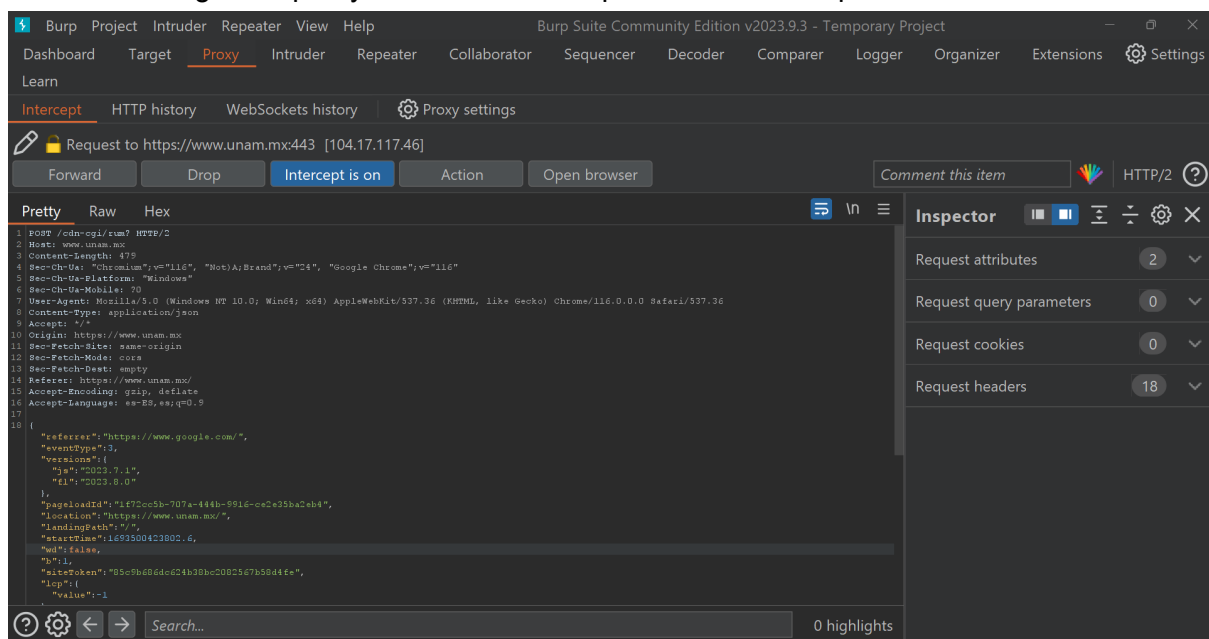 Burp Project Intruder Repeater View Help Burp Suite Community Edition v2023.9.3 - Temporary Project
Dashboard Target Proxy Intruder Repeater Collaborator Sequencer Decoder Comparer Logger Organizer Extensions Settings
Learn
Intercept HTTP history WebSockets history Proxy settings
Request to https://www.unam.mx:443 [104.17.117.46]
Forward Drop Intercept is on Action Open browser Comment this item HTTP/2 ?
Pretty Raw Hex \n
Inspector
1 POST /cdn-cgi/rum? HTTP/2
2 Host: www.unam.mx
3 Content-Length: 479
4 Sec-Ch-Ua: "Chromium";v="116", "Not)A;Brand";v="24", "Google Chrome";v="116"
5 Sec-Ch-Ua-Platform: "Windows"
6 Sec-Ch-Ua-Mobile: ?0
7 User-Agent: Mozilla/5.0 (Windows NT 10.0; Win64; x64) AppleWebKit/537.36 (KHTML, like Gecko) Chrome/116.0.0.0 Safari/537.36
8 Content-Type: application/json
9 Accept: */*
10 Origin: https://www.unam.mx
11 Sec-Fetch-Site: same-origin
12 Sec-Fetch-Mode: cors
13 Sec-Fetch-Dest: empty
14 Referer: https://www.unam.mx/
15 Accept-Encoding: gzip, deflate
16 Accept-Language: es-ES,es;q=0.9
17
18 {
"referrer":"https://www.google.com/",
"eventType":3,
"versions":{
"js":"2023.7.1",
"fl":"2023.8.0"
},
"pageloadId":"1f72cc5b-707a-444b-9916-ce2e35ba2eb4",
"location":"https://www.unam.mx/",
"landingPath":"/",
"startTime":1693500423802.6,
"wd":false,
"b":1,
"siteToken":"85c9b686dc624b38bc2082567b58d4fe",
"lcp":{
"value":-1
Request attributes 2
Request query parameters 0
Request cookies 0
Request headers 18
? Search... 0 highlights